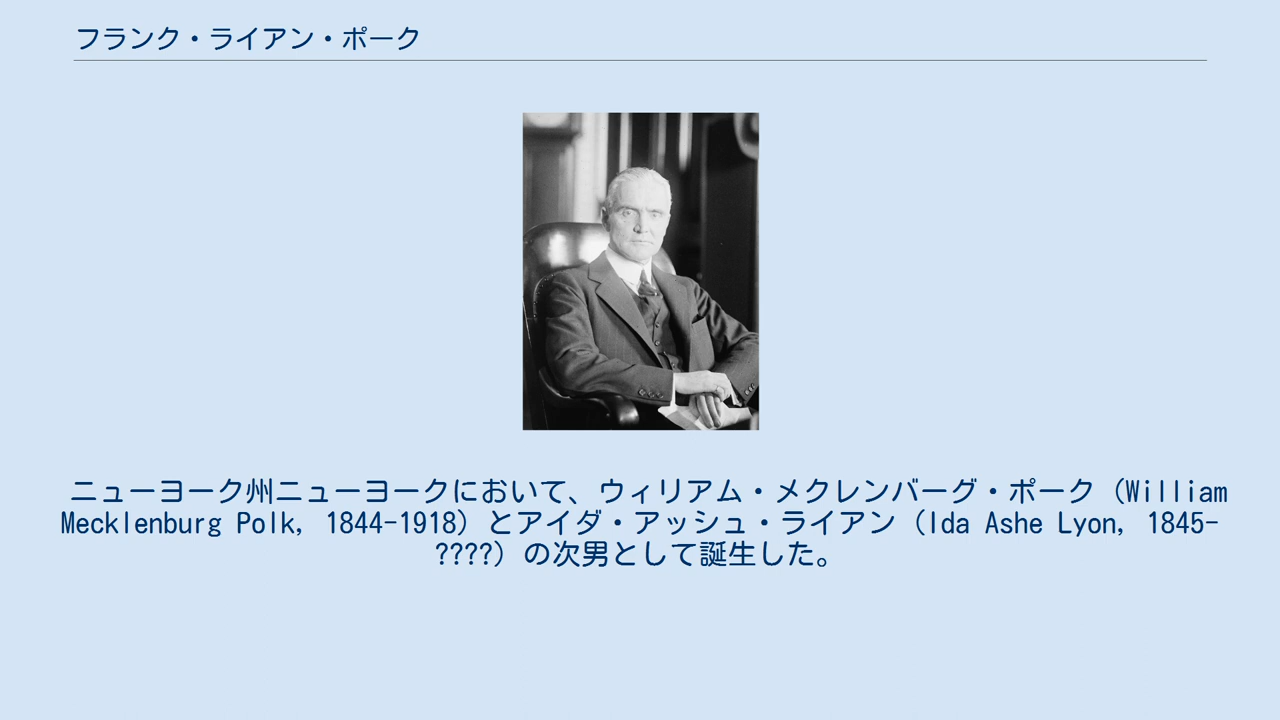 フランク・ライアン・ポーク
ニューヨーク州ニューヨークにおいて、ウィリアム・メクレンバーグ・ポーク（William
Mecklenburg Polk, 1844-1918）とアイダ・アッシュ・ライアン（Ida Ashe Lyon, 1845-
????）の次男として誕生した。